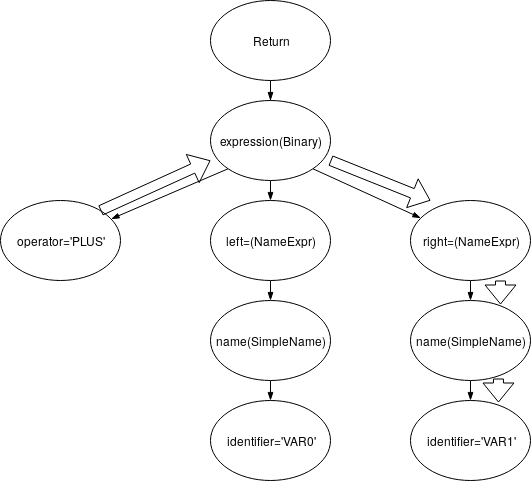 Return
expression(Binary)
operator='PLUS'
left=(NameExpr)
right=(NameExpr)
name(SimpleName)
name(SimpleName)
identifier='VAR0'
identifier='VAR1'